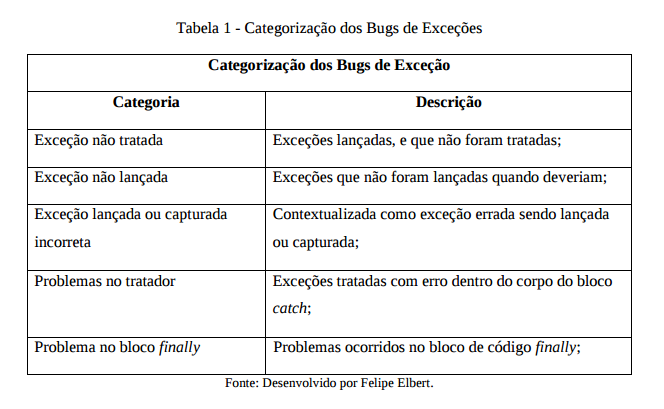 Tabela 1 - Categorização dos Bugs de Exceções
Categorização dos Bugs de Exceção
Categoria
Descrição
Exceção não tratada
Exceções lançadas, e que não foram tratadas;
Exceção não lançada
Exceções que não foram lançadas quando deveriam;
Exceção lançada ou capturada
incorreta
Contextualizada como exceção errada sendo lançada
ou capturada;
Problemas no tratador
Exceções tratadas com erro dentro do corpo do bloco
catch;
Problema no bloco finally
Problemas ocorridos no bloco de código finally;
Fonte: Desenvolvido por Felipe Elbert.